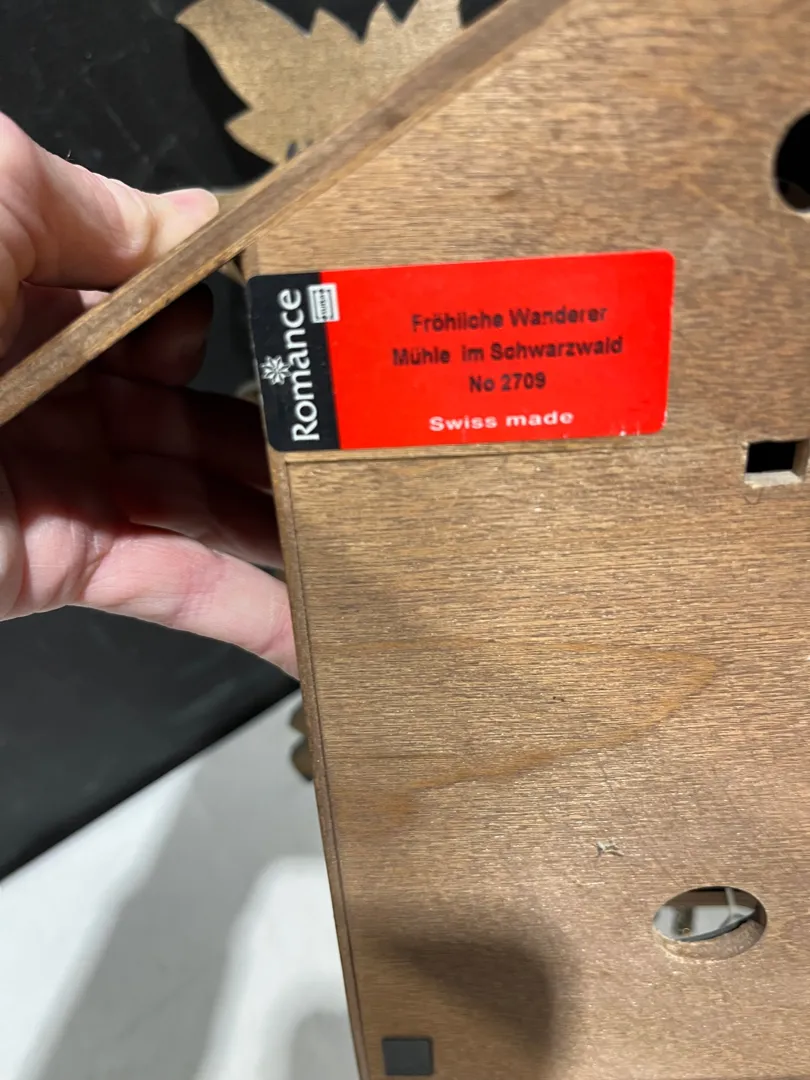 Romance
Fröhliche Wanderer
Mühle im Schwarzwald
No 2709
Swiss made